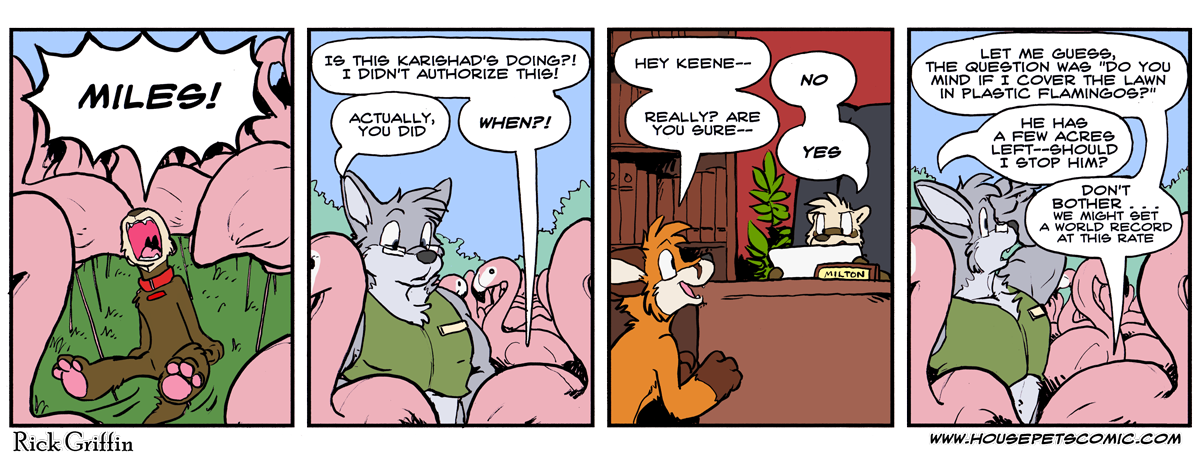 MILES!
IS THIS KARISHAD'S DOING?!
I DIDN'T AUTHORIZE THIS!
ACTUALLY,
YOU DID
WHEN?!
HEY KEENE--
NO
REALLY? ARE
YOU SURE--
YES
MILTON
LET ME GUESS,
THE QUESTION WAS "DO YOU
MIND IF I COVER THE LAWN
IN PLASTIC FLAMINGOS?"
HE HAS
A FEW ACRES
LEFT--SHOULD
I STOP HIM?
DON'T
BOTHER . . .
WE MIGHT SET
A WORLD RECORD
AT THIS RATE
Rick Griffin
WWW.HOUSEPETSCOMIC.COM